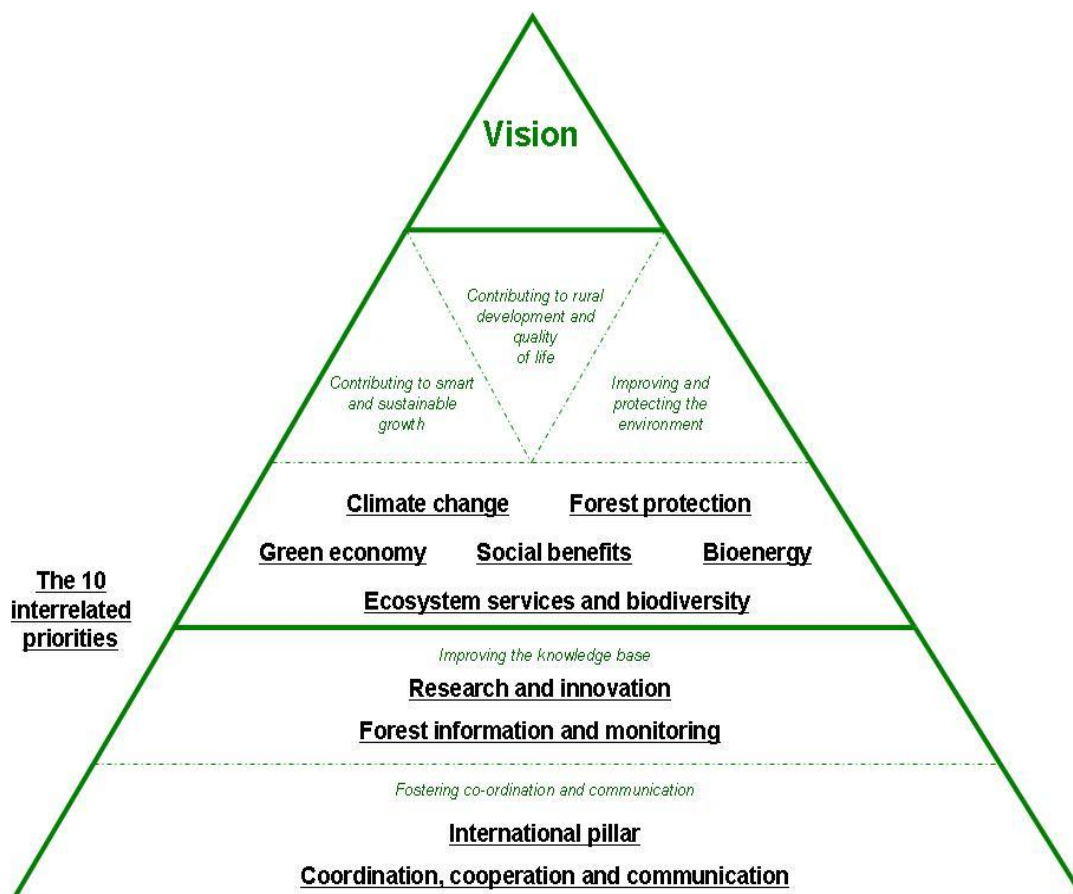 Vision
Contributing to rural
development and
quality
of life
Contributing to smart
and sustainable
growth
Improving and
protecting the
environment
Climate change
Forest protection
Green economy
Social benefits
Bioenergy
Ecosystem services and biodiversity
The 10
interrelated
priorities
Improving the knowledge base
Research and innovation
Forest information and monitoring
Fostering co-ordination and communication
International pillar
Coordination, cooperation and communication